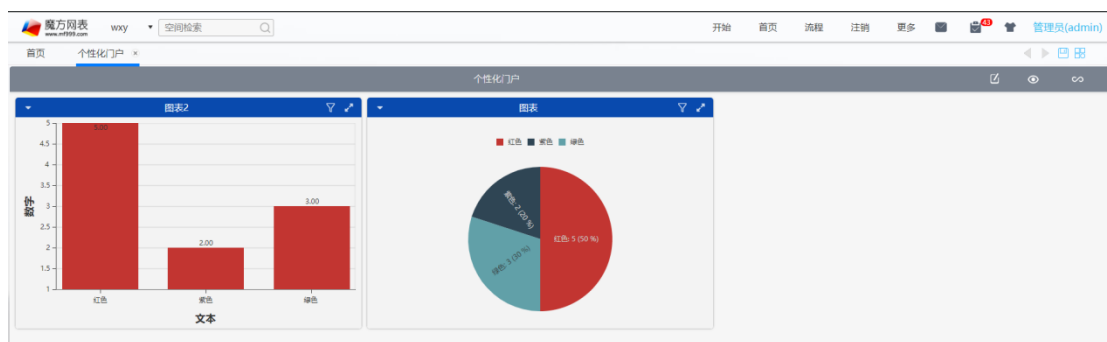 魔方网表 www.mf999.com wxy 空间检索 开始 首页 流程 注销 更多 43 管理员(admin)
首页 个性化门户 ×
个性化门户
图表2
5
4.5
4
3.5
3
2.5
2
1.5
1
数字
5.00
2.00
3.00
红色 紫色 绿色
文本
图表
红色 紫色 绿色
紫色: 2 (20 %)
红色: 5 (50 %)
绿色: 3 (30 %)